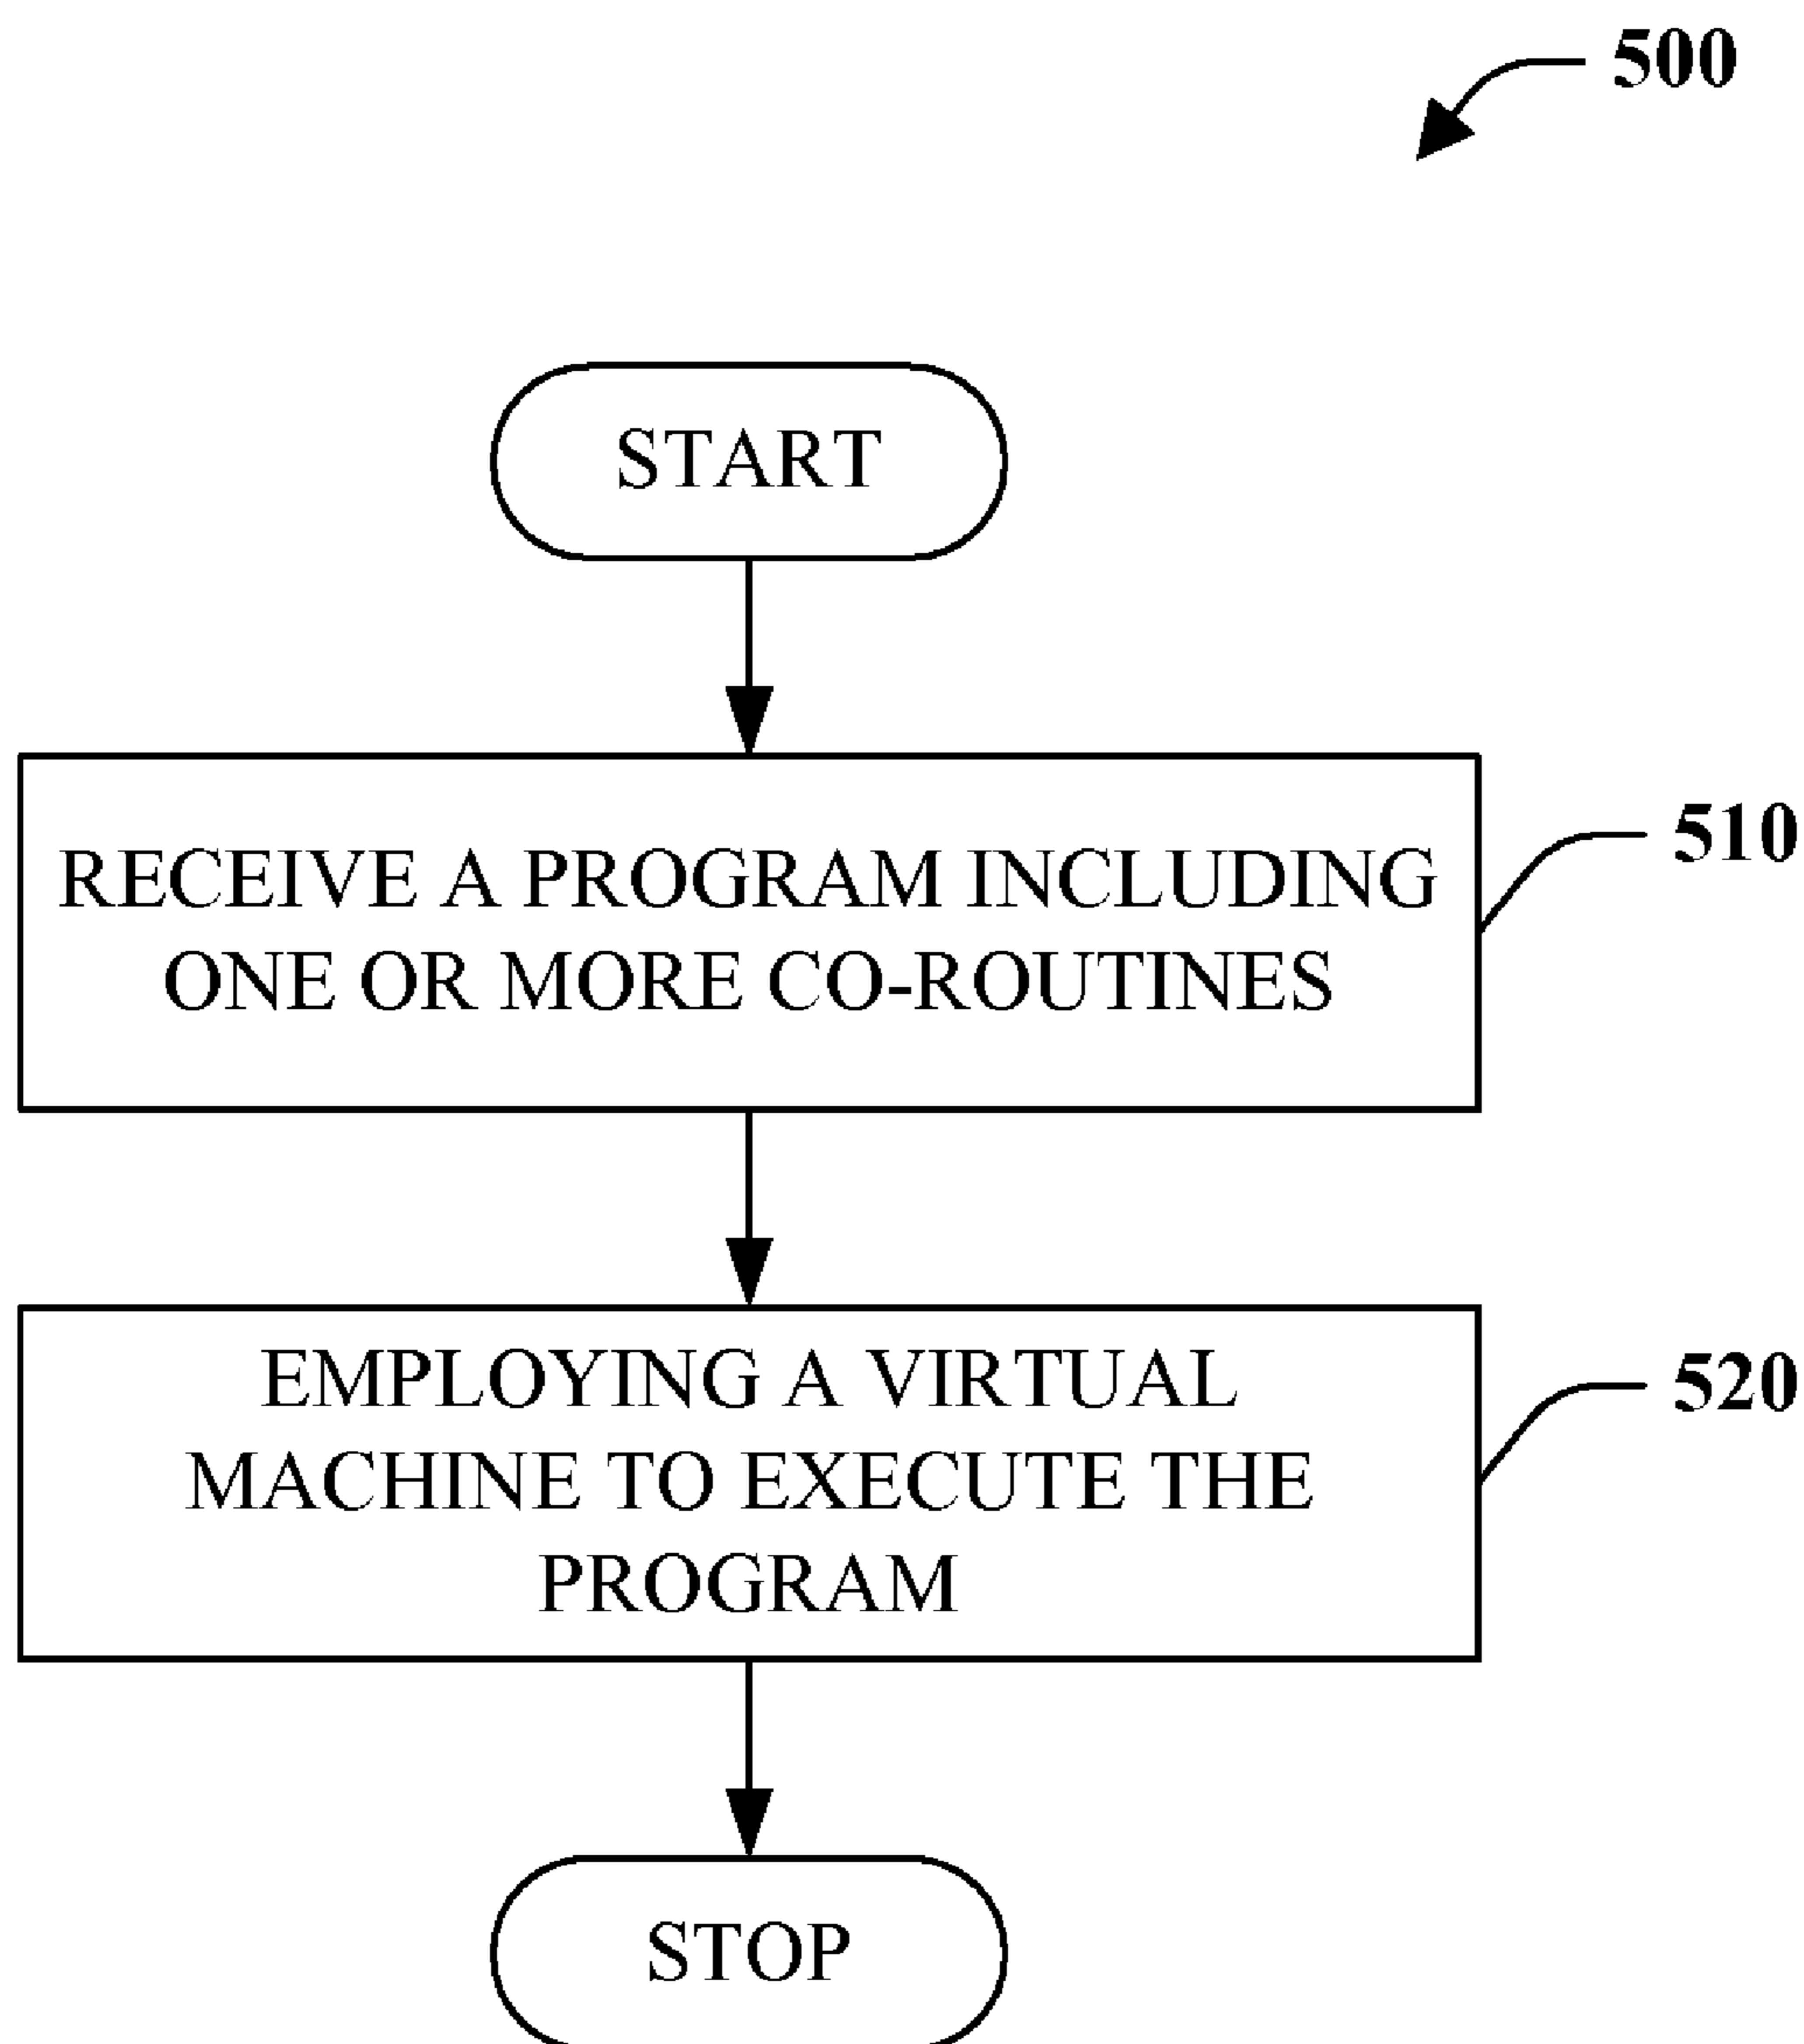 500
START
RECEIVE A PROGRAM INCLUDING
ONE OR MORE CO-ROUTINES
510
EMPLOYING A VIRTUAL
MACHINE TO EXECUTE THE
PROGRAM
520
STOP